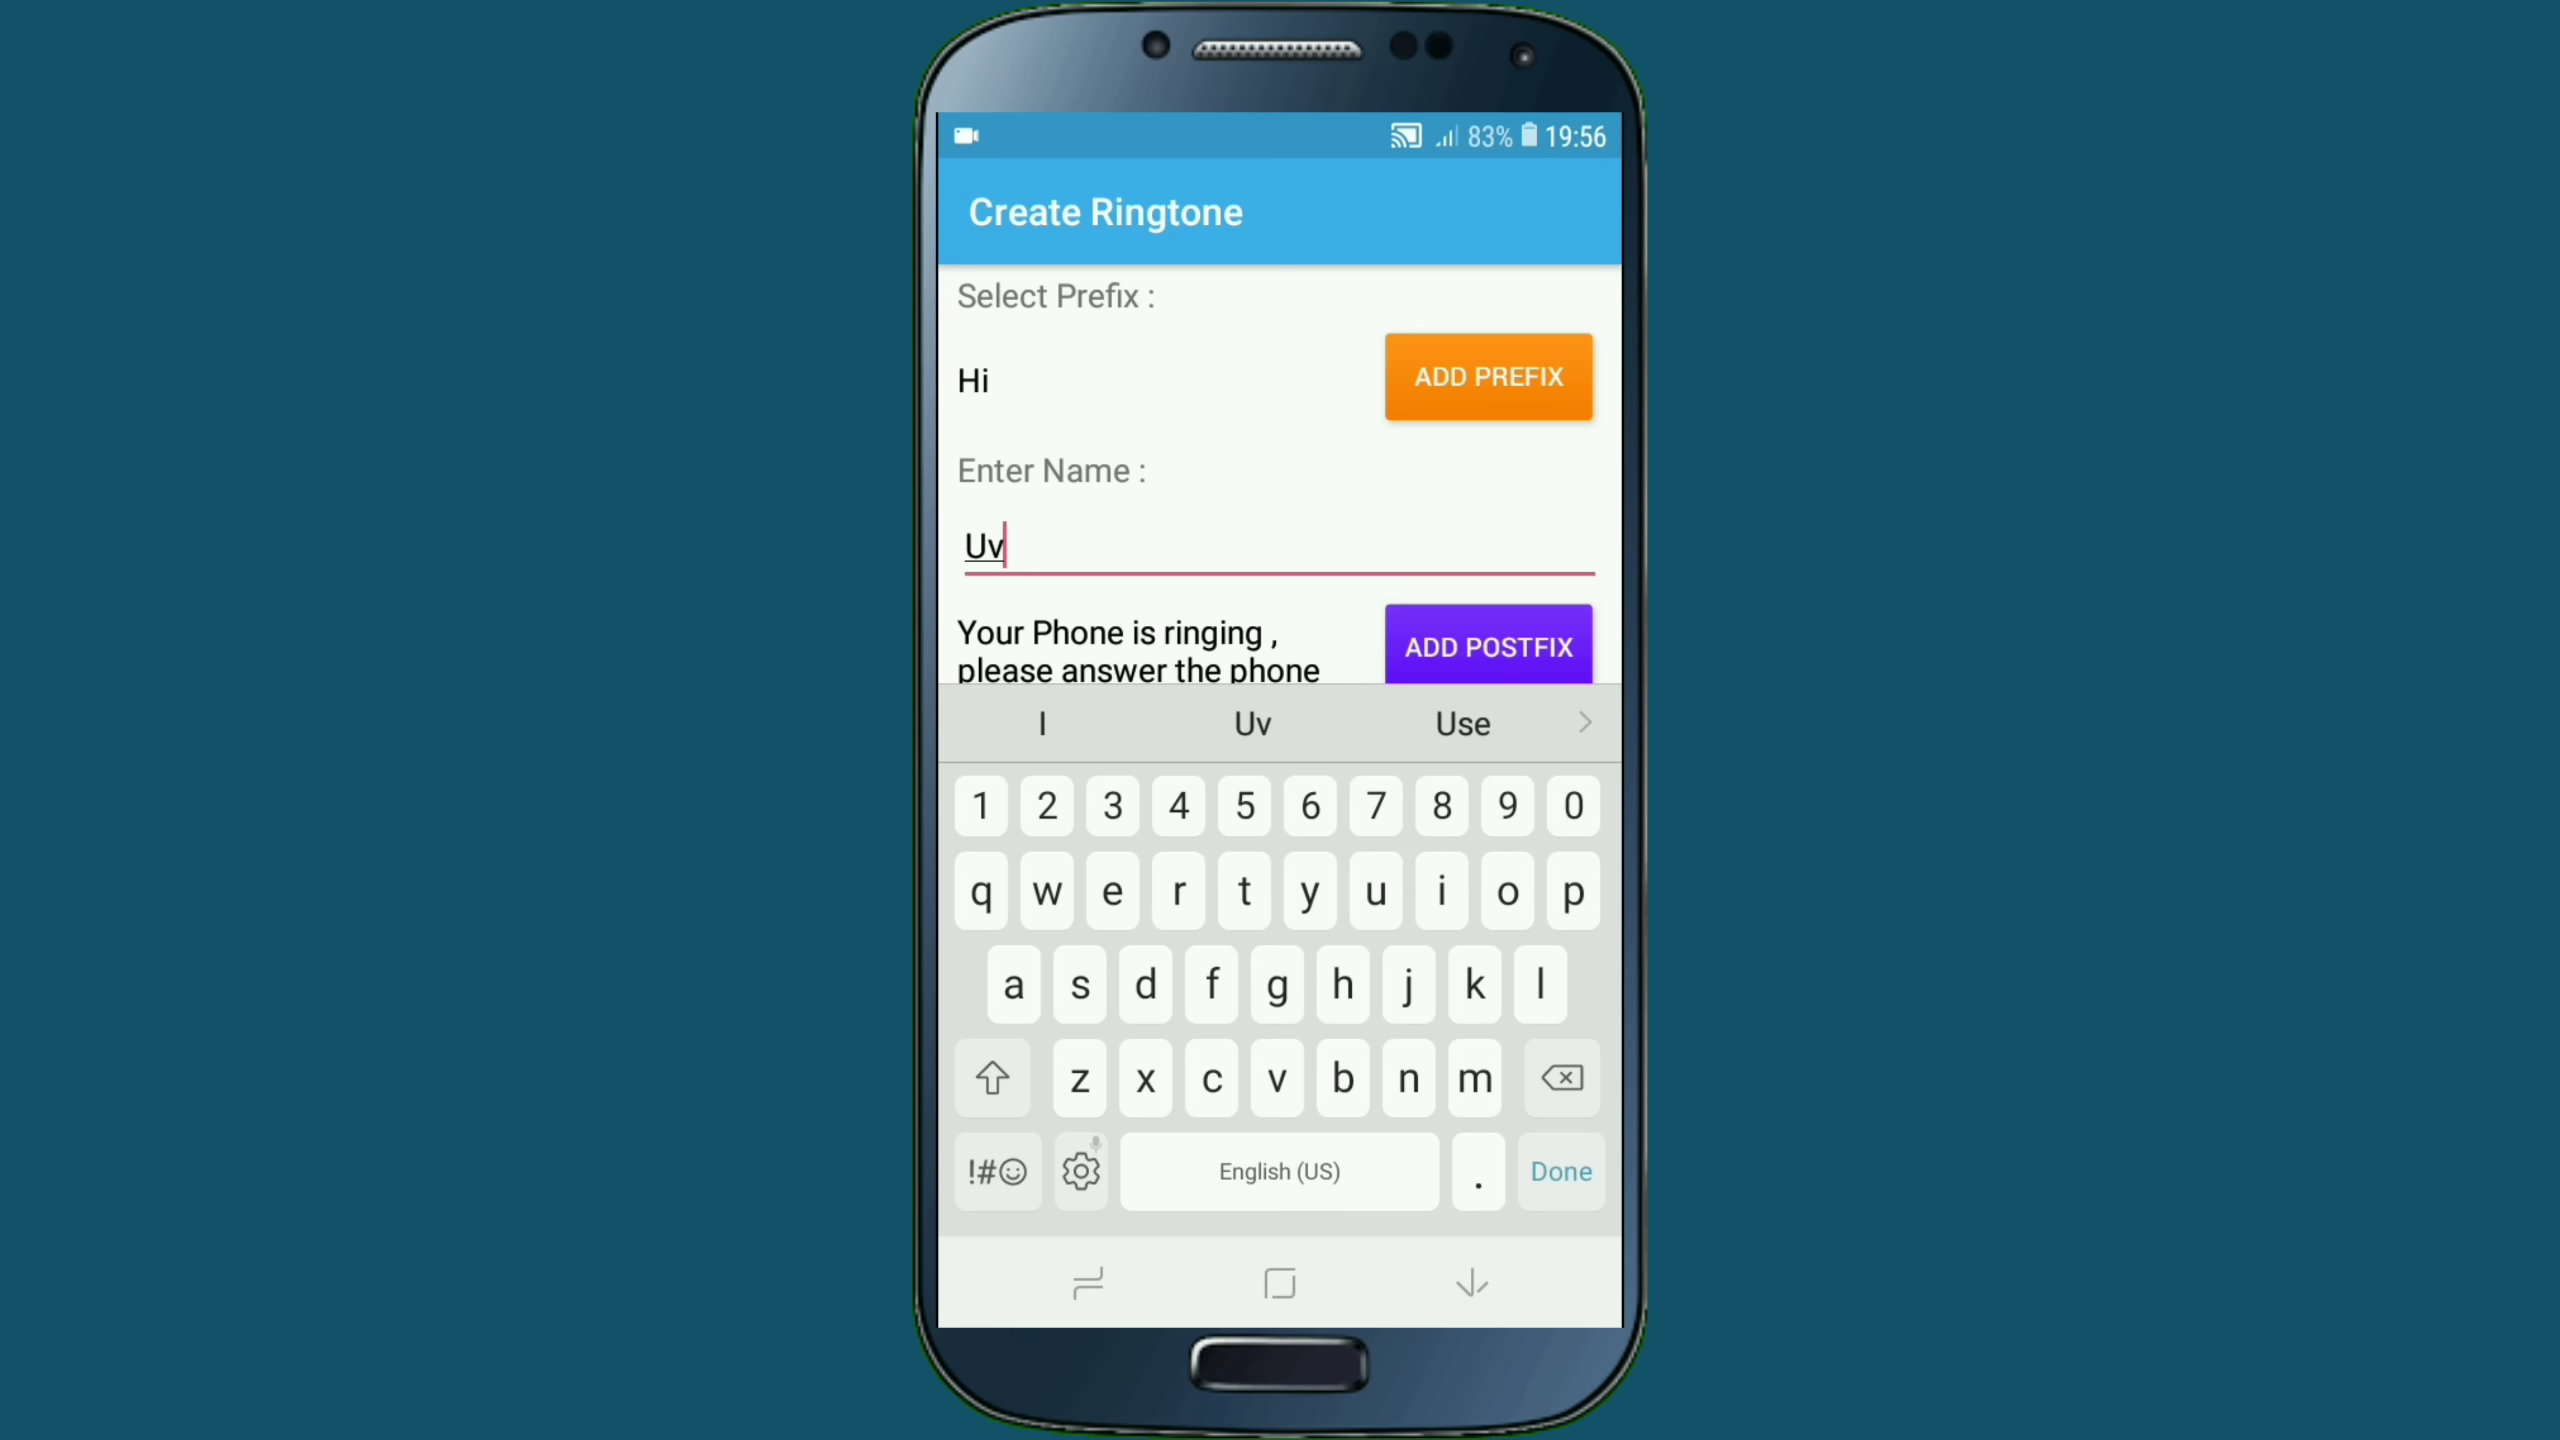 83% 19:56
Create Ringtone
Select Prefix :
Hi
ADD PREFIX
Enter Name :
Uv
Your Phone is ringing ,
please answer the phone
ADD POSTFIX
I Uv Use
1 2 3 4 5 6 7 8 9 0
q w e r t y u i o p
a s d f g h j k l
z x c v b n m
!#☺ English (US) . Done